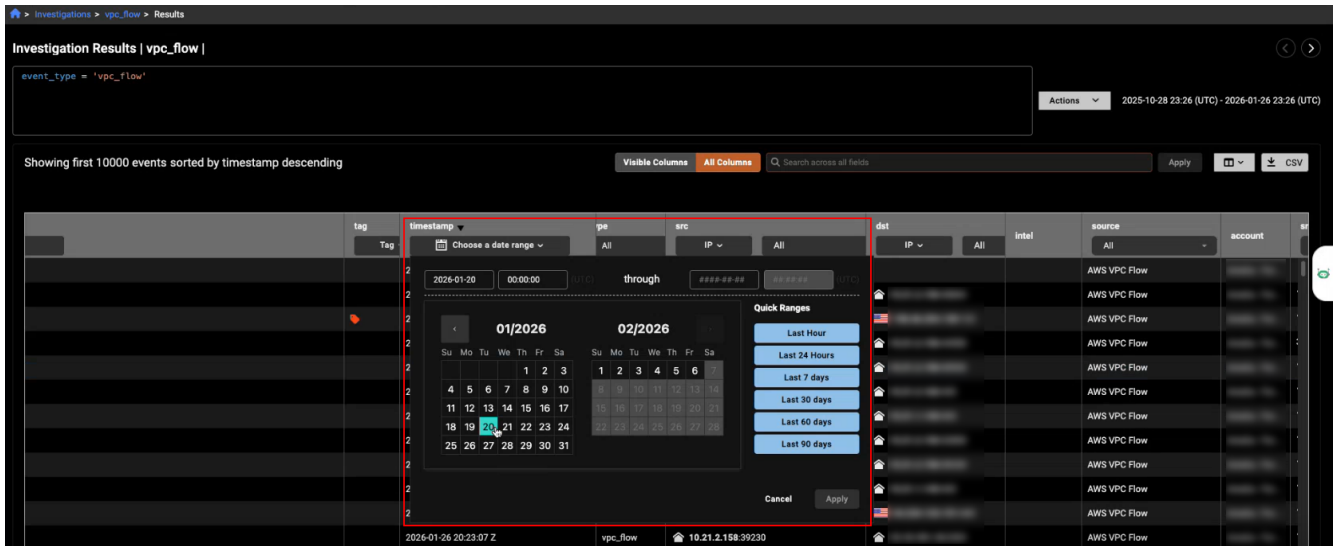 > Investigations > vpc_flow > Results
Investigation Results | vpc_flow |
event_type = 'vpc_flow'
Actions
2025-10-28 23:26 (UTC) - 2026-01-26 23:26 (UTC)
Showing first 10000 events sorted by timestamp descending
Visible Columns All Columns Search across all fields Apply CSV
tag timestamp ype src dst intel source account sr
Tag Choose a date range All IP All IP All All
2026-01-20 00:00:00 (UTC) through ####-##-## ##:##:## (UTC)
Quick Ranges
01/2026 02/2026
Su Mo Tu We Th Fr Sa Su Mo Tu We Th Fr Sa
1 2 3 1 2 3 4 5 6 7
4 5 6 7 8 9 10 8 9 10 11 12 13 14
11 12 13 14 15 16 17 15 16 17 18 19 20 21
18 19 20 21 22 23 24 22 23 24 25 26 27 28
25 26 27 28 29 30 31
Last Hour
Last 24 Hours
Last 7 days
Last 30 days
Last 60 days
Last 90 days
Cancel Apply
AWS VPC Flow
AWS VPC Flow
AWS VPC Flow
AWS VPC Flow
AWS VPC Flow
AWS VPC Flow
AWS VPC Flow
AWS VPC Flow
AWS VPC Flow
AWS VPC Flow
AWS VPC Flow
2026-01-26 20:23:07 Z vpc_flow 10.21.2.158:39230 AWS VPC Flow